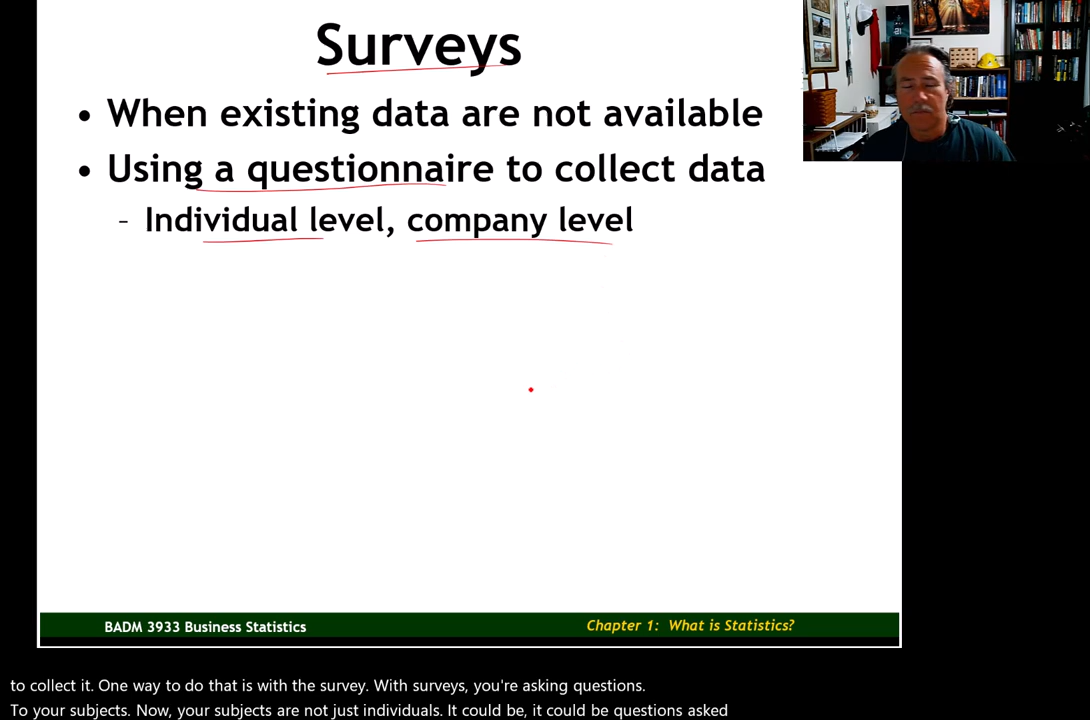 Surveys
• When existing data are not available
• Using a questionnaire to collect data
– Individual level, company level
BADM 3933 Business Statistics
Chapter 1: What is Statistics?
to collect it. One way to do that is with the survey. With surveys, you're asking questions.
To your subjects. Now, your subjects are not just individuals. It could be, it could be questions asked